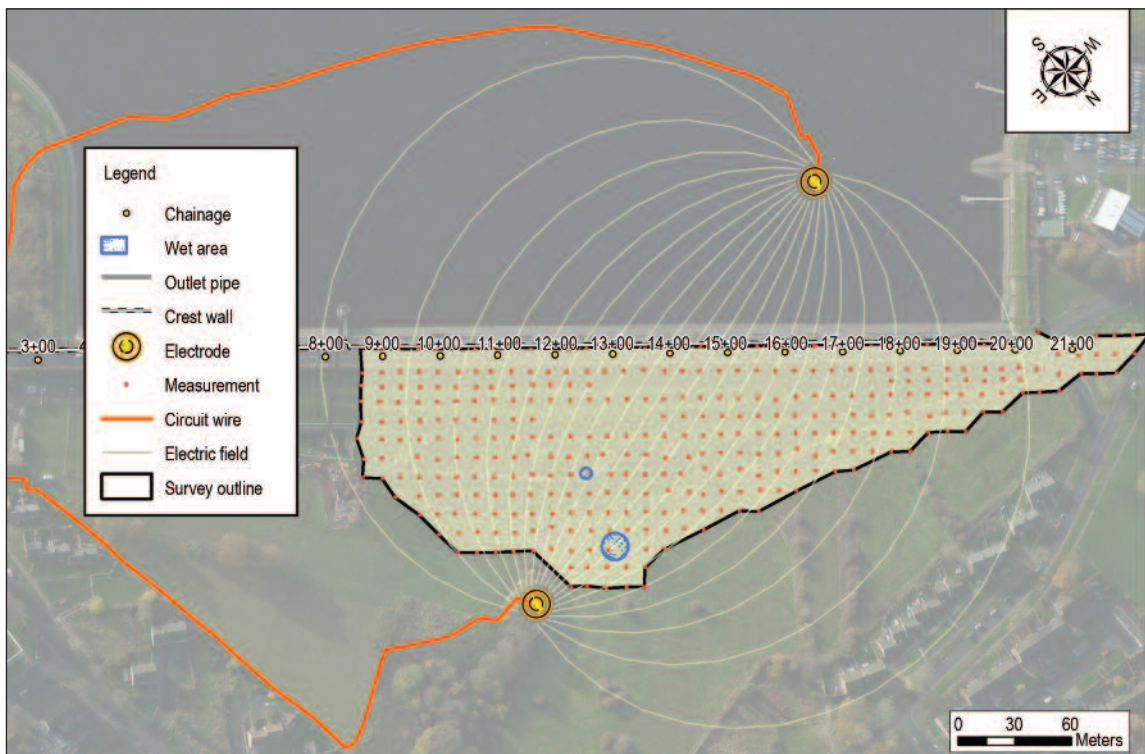 S W
E N
Legend
Chainage
Wet area
Outlet pipe
Crest wall
Electrode
Measurement
Circuit wire
Electric field
Survey outline
3+00 8+00 9+00 10+00 11+00 12+00 13+00 14+00 15+00 16+00 17+00 18+00 19+00 20+00 21+00
0 30 60
Meters